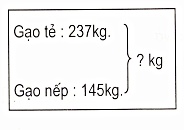 Gạo tẻ : 237kg.
? kg
Gạo nếp : 145kg.